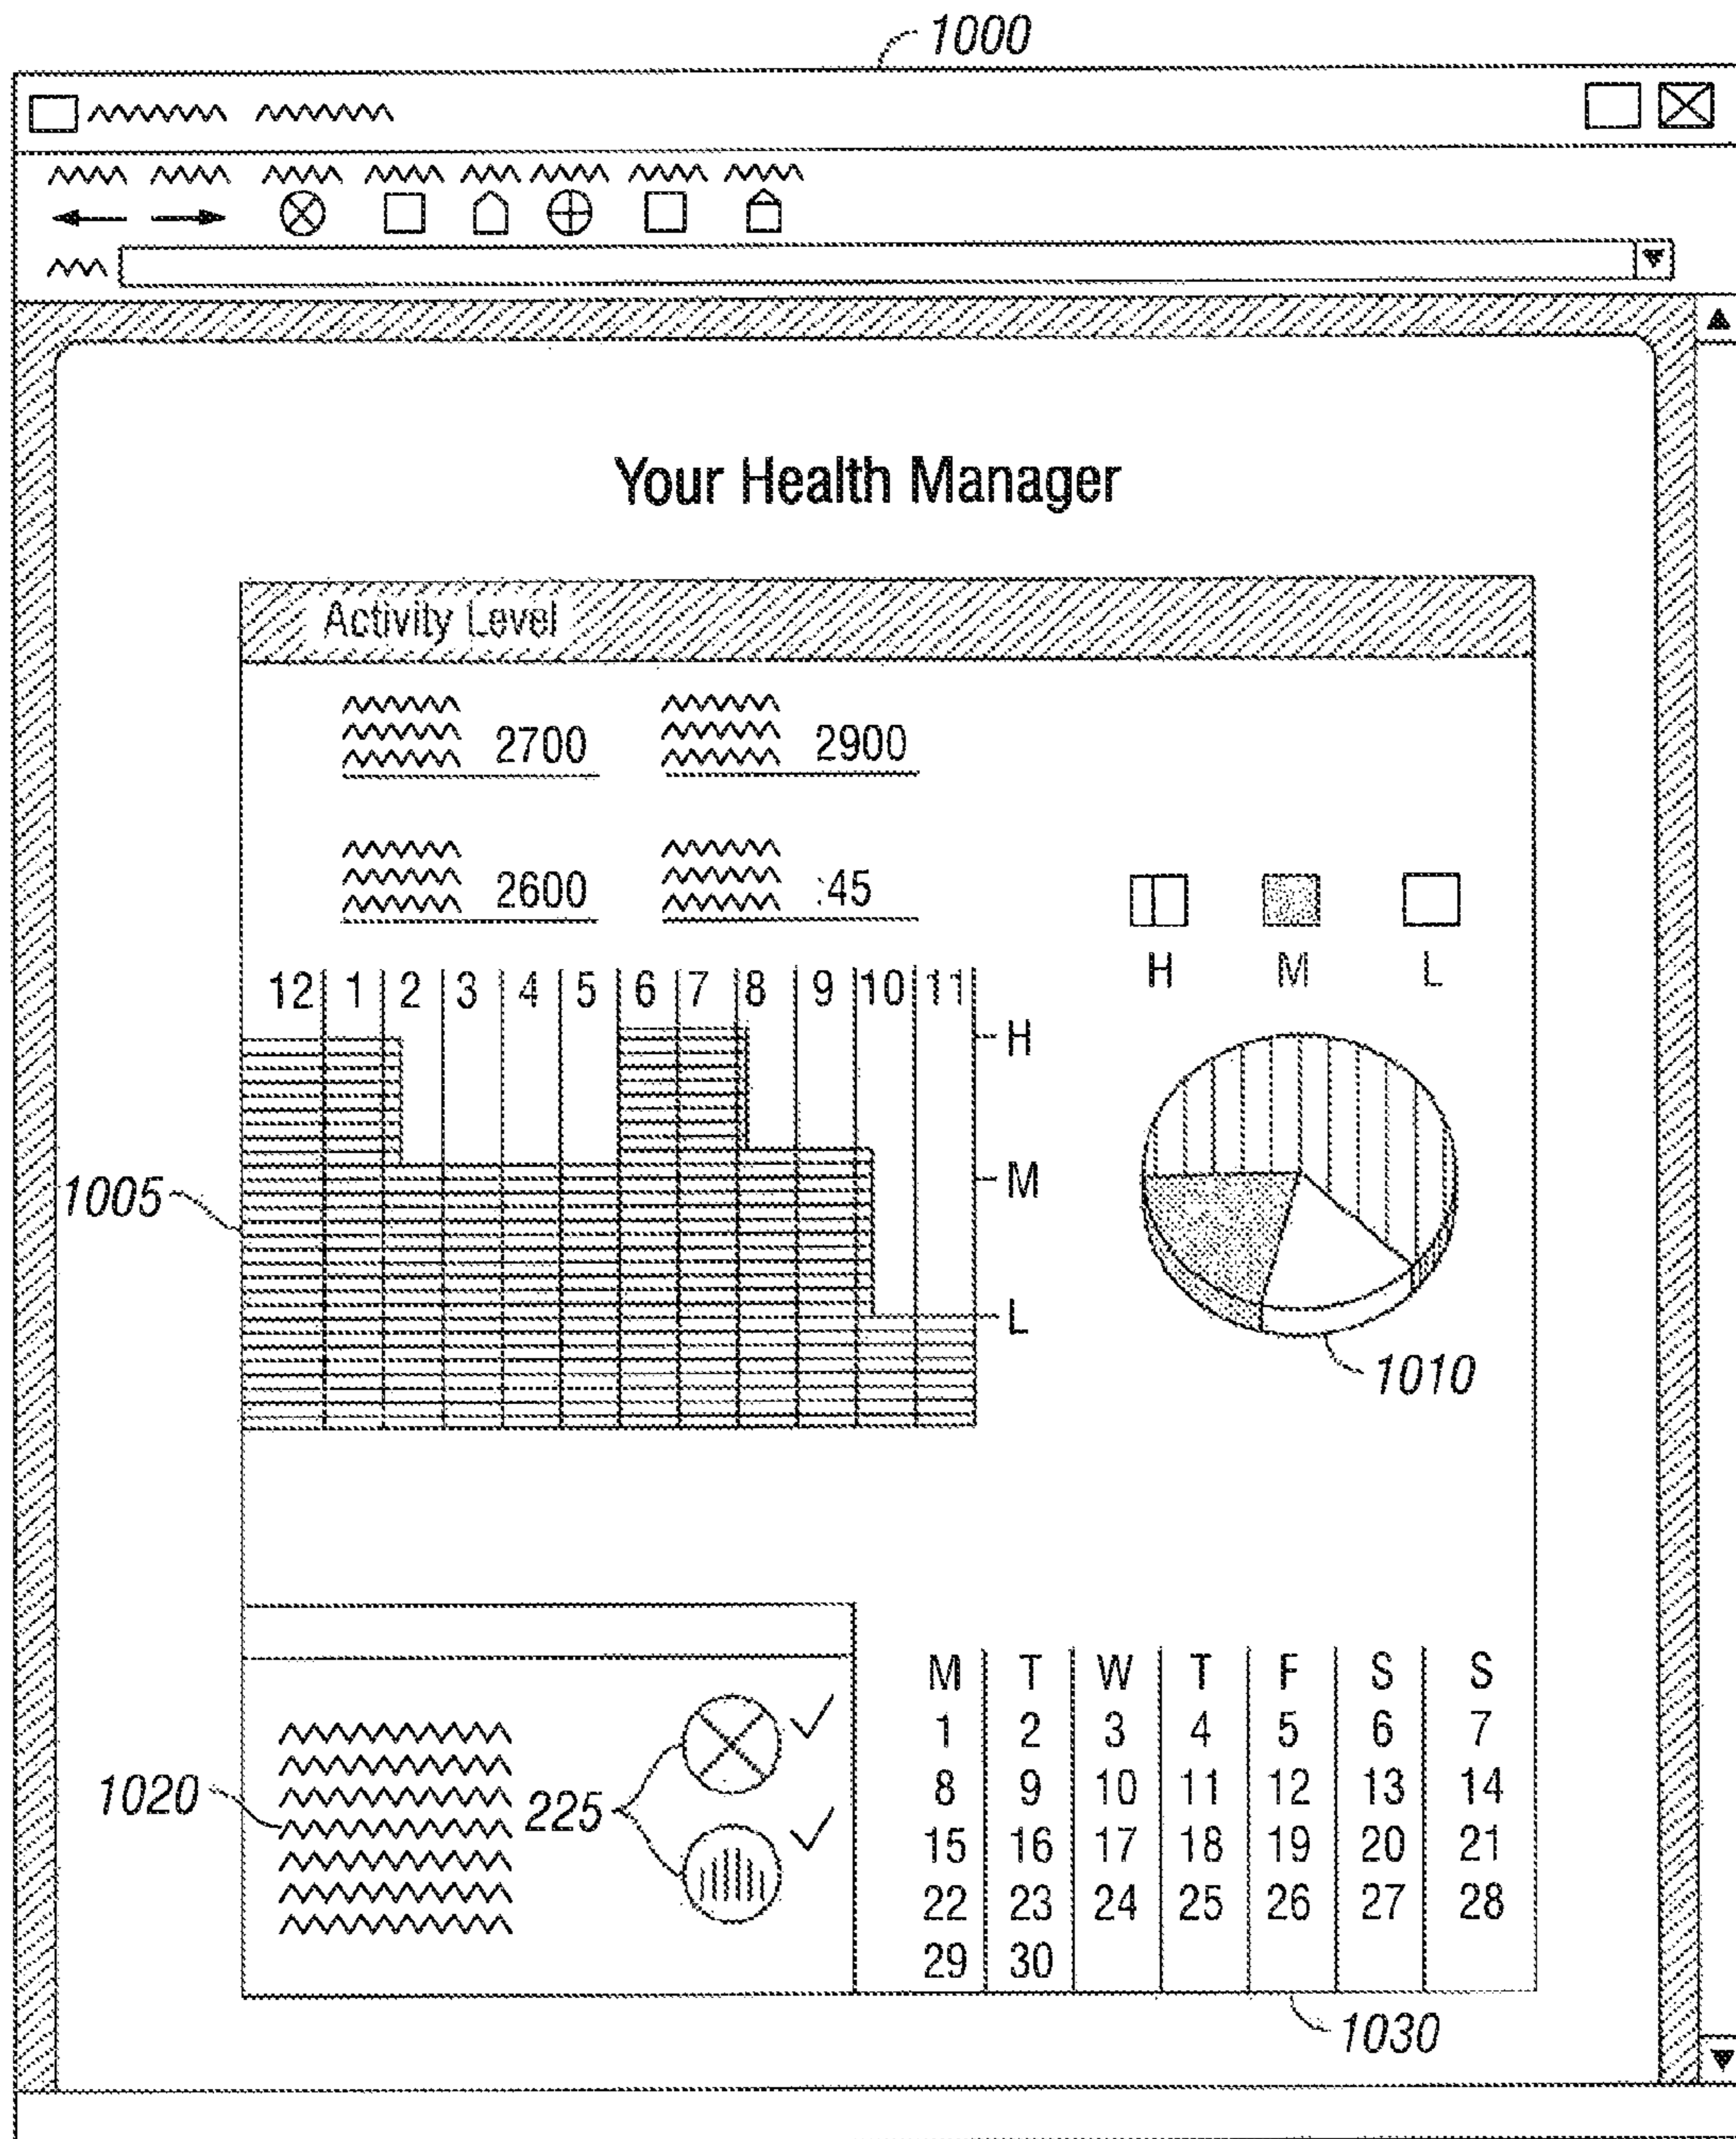 1000
Your Health Manager
Activity Level
2700 2900
2600 :45
H M L
12 1 2 3 4 5 6 7 8 9 10 11
H
M
1005
L
1010
M T W T F S S
1 2 3 4 5 6 7
8 9 10 11 12 13 14
1020 225
15 16 17 18 19 20 21
22 23 24 25 26 27 28
29 30
1030